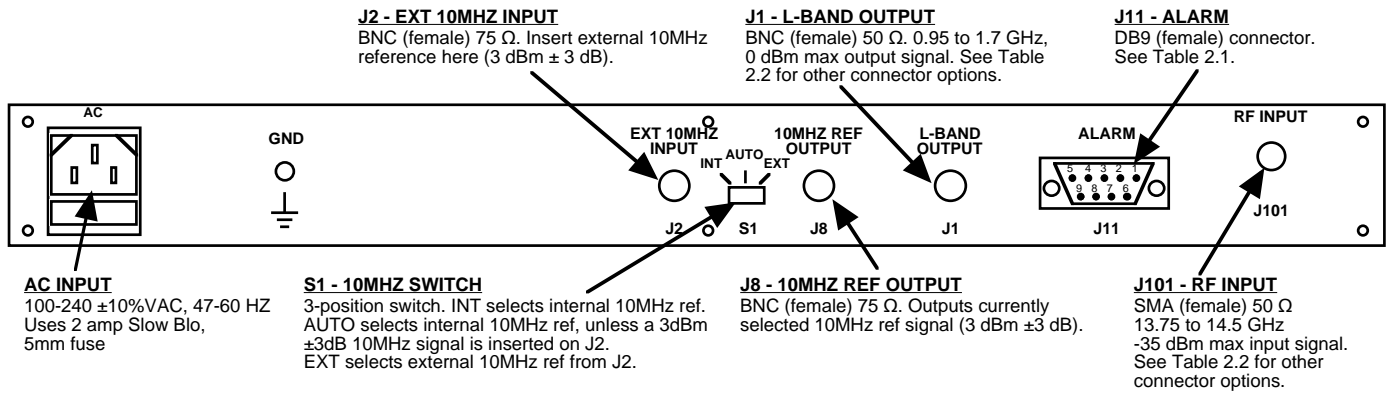 J2 - EXT 10MHZ INPUT
BNC (female) 75 Ω. Insert external 10MHz
reference here (3 dBm ± 3 dB).
J1 - L-BAND OUTPUT
BNC (female) 50 Ω. 0.95 to 1.7 GHz,
0 dBm max output signal. See Table
2.2 for other connector options.
J11 - ALARM
DB9 (female) connector.
See Table 2.1.
AC
GND
EXT 10MHZ
INPUT
INT
AUTO
EXT
10MHZ REF
OUTPUT
L-BAND
OUTPUT
ALARM
RF INPUT
5 4 3 2 1
9 8 7 6
J2
S1
J8
J1
J11
J101
AC INPUT
100-240 ±10%VAC, 47-60 HZ
Uses 2 amp Slow Blo,
5mm fuse
S1 - 10MHZ SWITCH
3-position switch. INT selects internal 10MHz ref.
AUTO selects internal 10MHz ref, unless a 3dBm
±3dB 10MHz signal is inserted on J2.
EXT selects external 10MHz ref from J2.
J8 - 10MHZ REF OUTPUT
BNC (female) 75 Ω. Outputs currently
selected 10MHz ref signal (3 dBm ±3 dB).
J101 - RF INPUT
SMA (female) 50 Ω
13.75 to 14.5 GHz
-35 dBm max input signal.
See Table 2.2 for other
connector options.